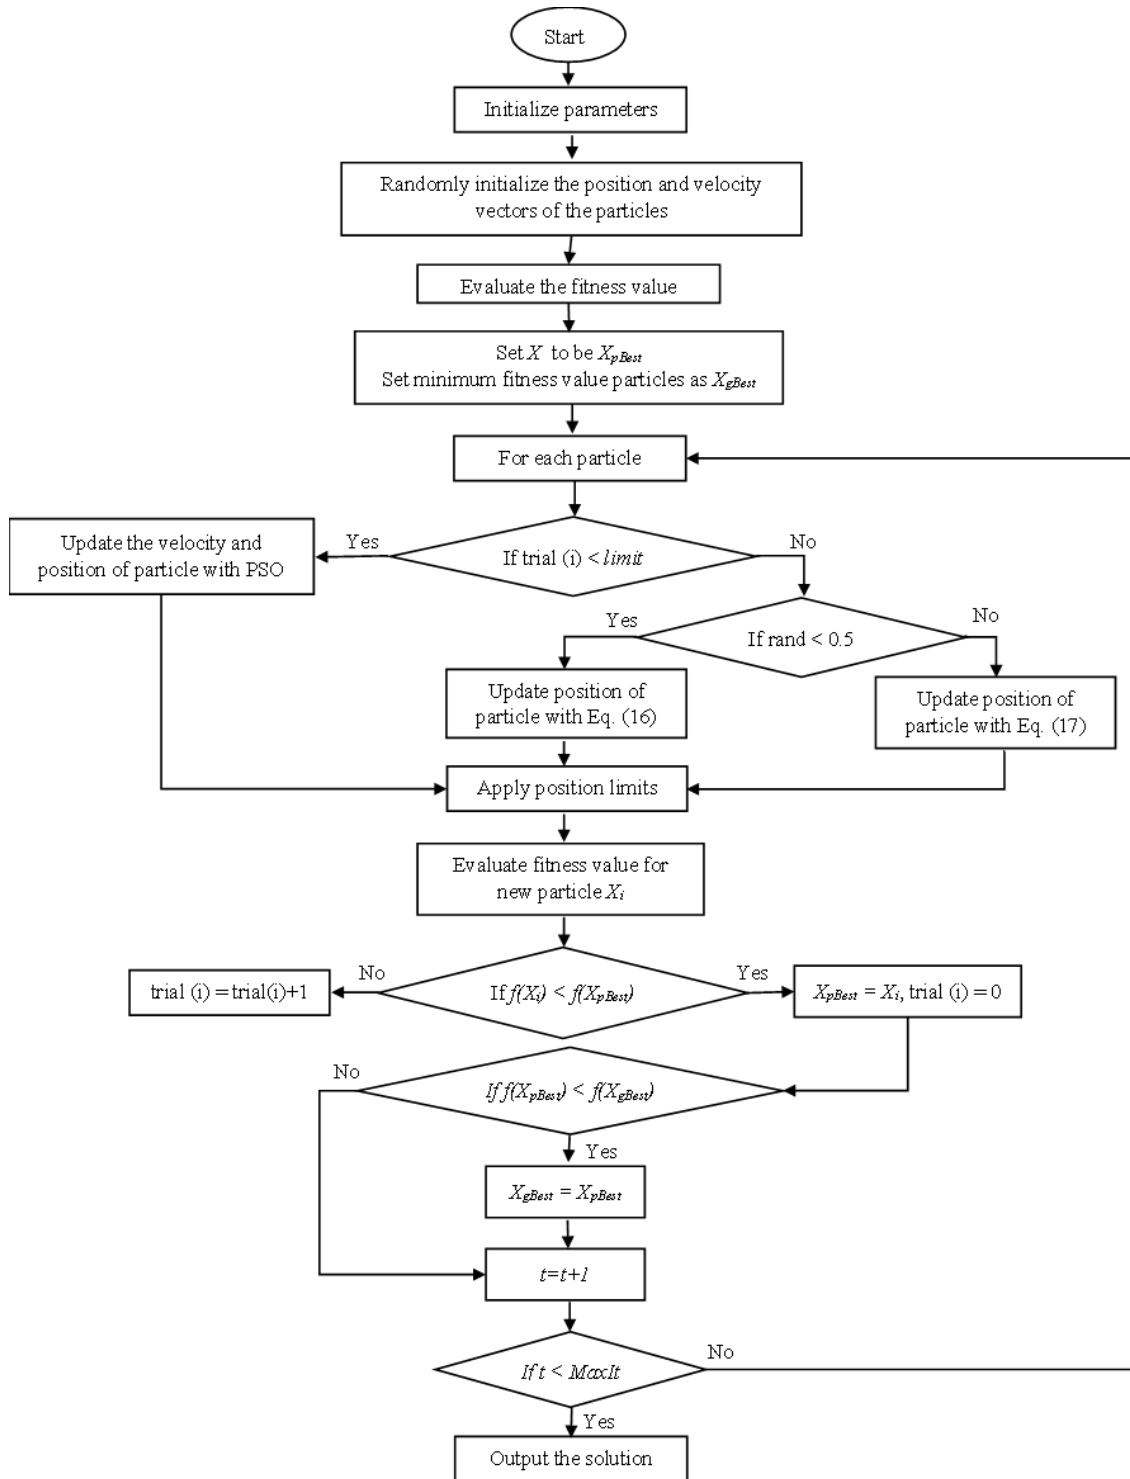 Start
Initialize parameters
Randomly initialize the position and velocity
vectors of the particles
Evaluate the fitness value
Set X to be XpBest
Set minimum fitness value particles as XgBest
For each particle
Update the velocity and
position of particle with PSO
Yes
If trial (i) < limit
No
Yes
If rand < 0.5
No
Update position of
particle with Eq. (16)
Update position of
particle with Eq. (17)
Apply position limits
Evaluate fitness value for
new particle Xi
trial (i) = trial(i)+1
No
If f(Xi) < f(XpBest)
Yes
XpBest = Xi, trial (i) = 0
No
If f(XpBest) < f(XgBest)
Yes
XgBest = XpBest
t=t+1
If t < MaxIt
No
Yes
Output the solution